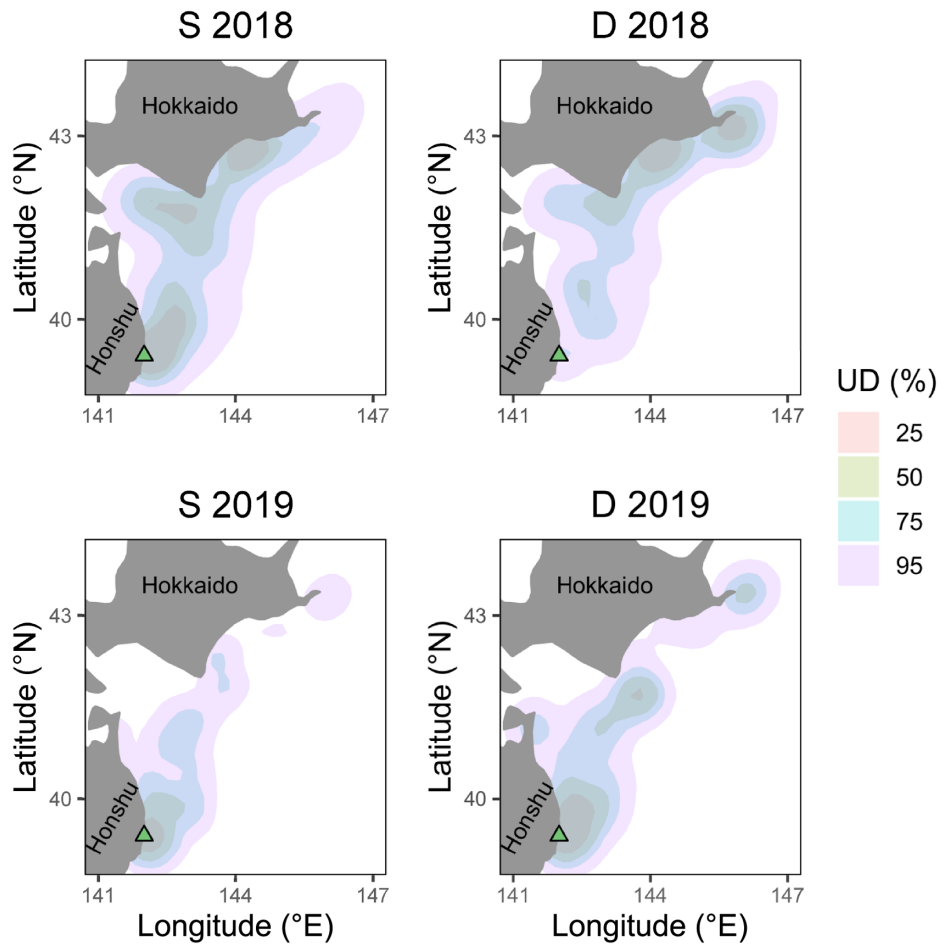 S 2018
D 2018
Latitude (°N)
43
40
Hokkaido
Honshu
141
144
147
Latitude (°N)
43
40
Hokkaido
Honshu
141
144
147
UD (%)
25
50
75
95
S 2019
D 2019
Latitude (°N)
43
40
Hokkaido
Honshu
141
144
147
Longitude (°E)
Latitude (°N)
43
40
Hokkaido
Honshu
141
144
147
Longitude (°E)